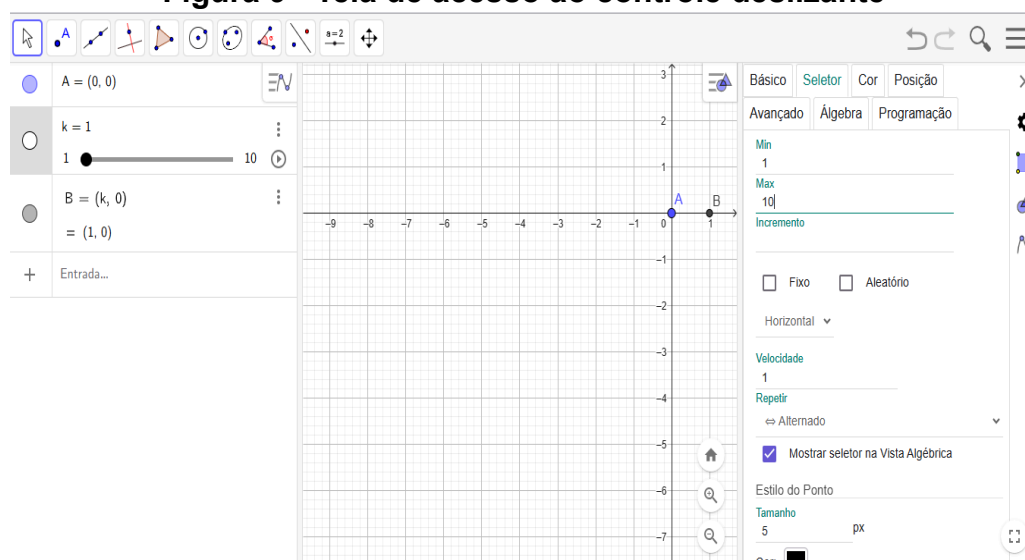 Figura 6 - Tela de acesso ao controle deslizante
A
a=2
A = (0, 0)
k = 1
1 10
B = (k, 0)
= (1, 0)
+ Entrada...
3
2
1
A B
-9 -8 -7 -6 -5 -4 -3 -2 -1 0 1
-1
-2
-3
-4
-5
-6
-7
Básico Seletor Cor Posição
Avançado Álgebra Programação
Min
1
Max
10
Incremento
Fixo Aleatório
Horizontal
Velocidade
1
Repetir
⇔ Alternado
Mostrar seletor na Vista Algébrica
Estilo do Ponto
Tamanho
5 px